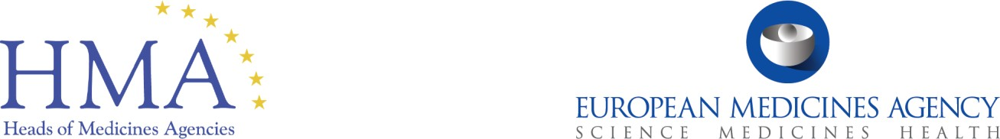 HMA
Heads of Medicines Agencies
EUROPEAN MEDICINES AGENCY
SCIENCE MEDICINES HEALTH